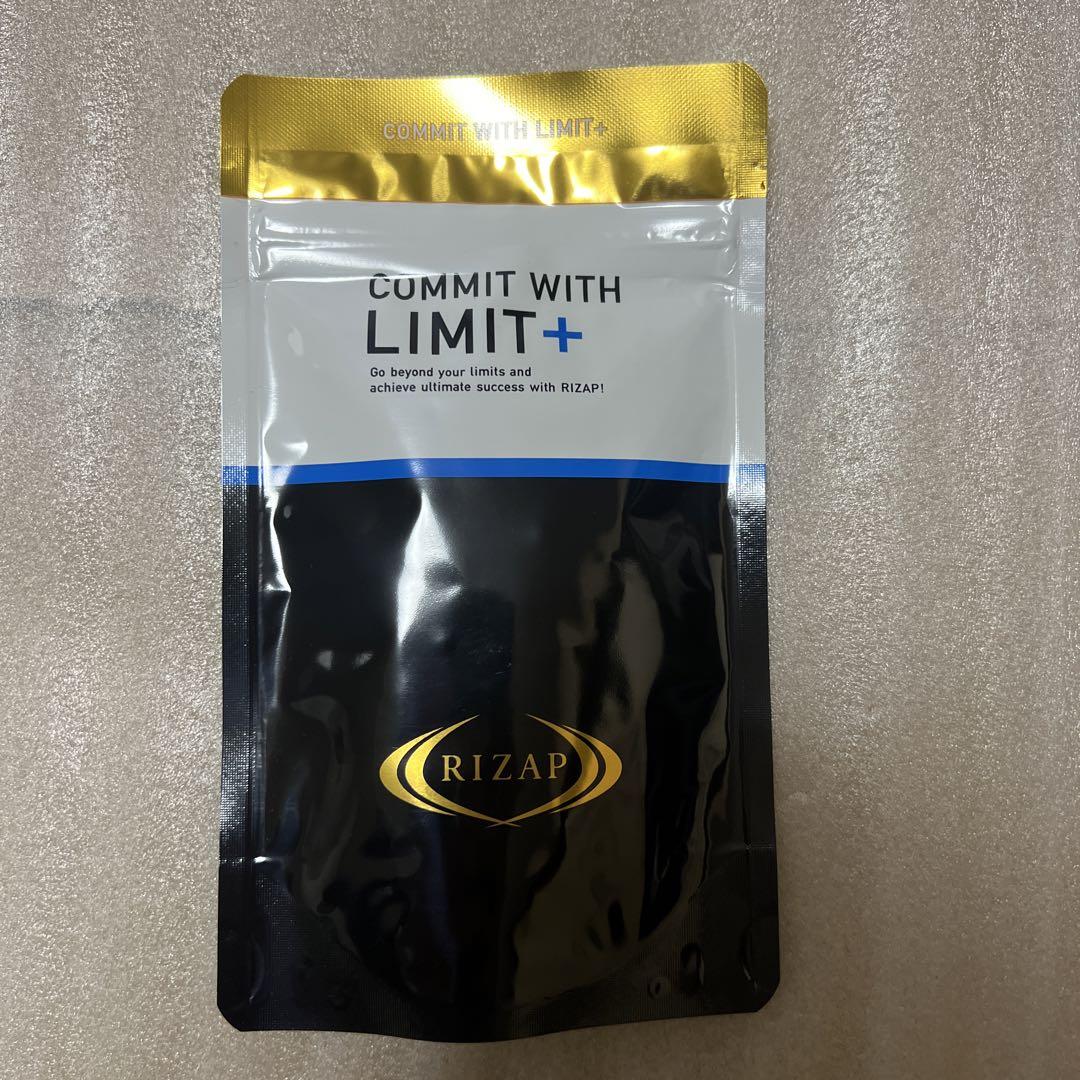 COMMIT WITH LIMIT+
COMMIT WITH
LIMIT+
Go beyond your limits and
achieve ultimate success with RIZAP!
RIZAP